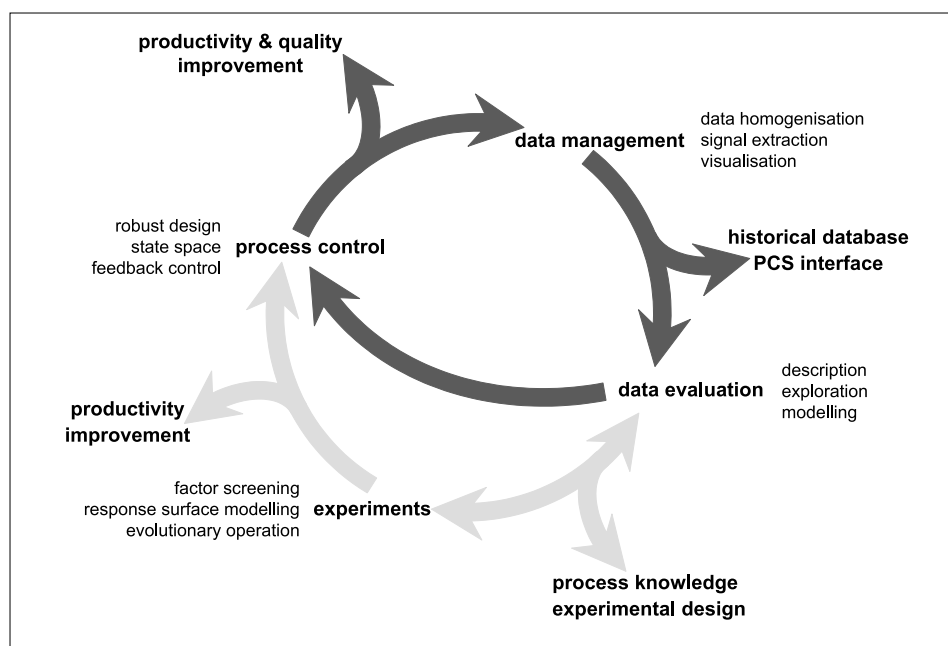 productivity & quality
improvement
data management
data homogenisation
signal extraction
visualisation
robust design
state space
feedback control
process control
historical database
PCS interface
data evaluation
description
exploration
modelling
productivity
improvement
factor screening
response surface modelling
evolutionary operation
experiments
process knowledge
experimental design